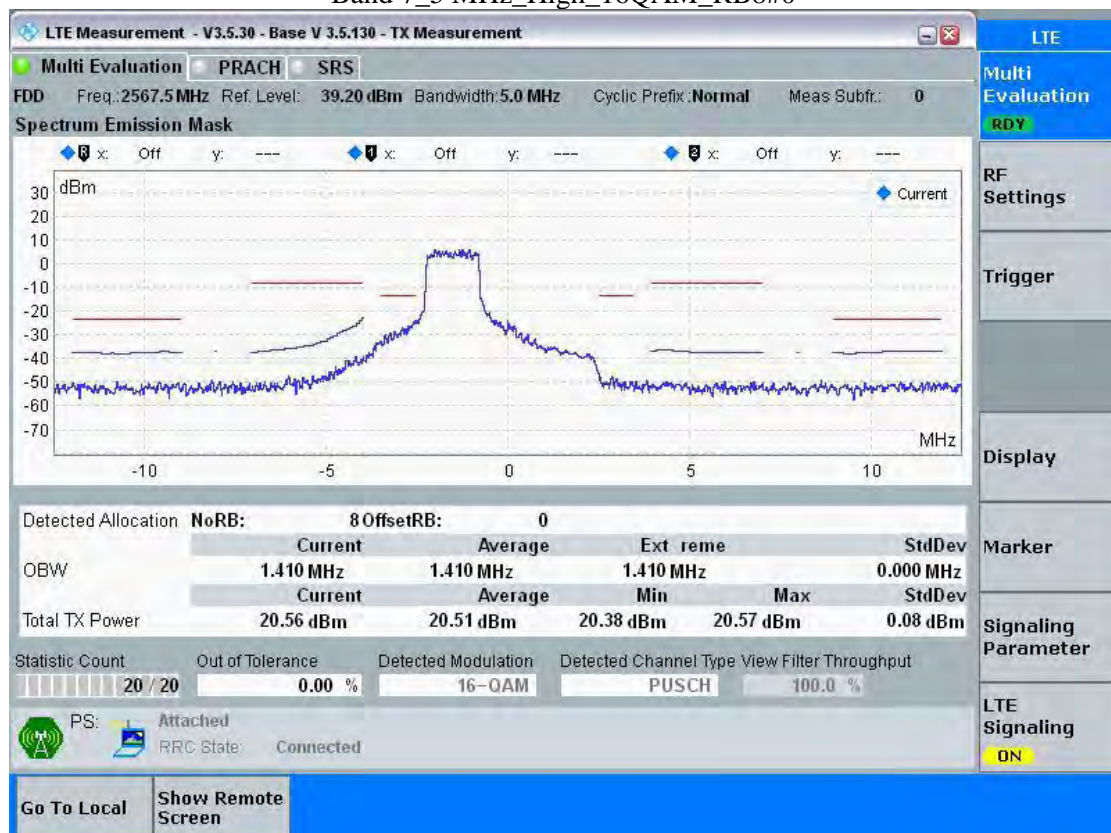 Band 7_5 MHz_High_16QAM_RB8#0
LTE Measurement - V3.5.30 - Base V 3.5.130 - TX Measurement
LTE
Multi Evaluation PRACH SRS
Multi
Evaluation
RDY
FDD Freq.:2567.5 MHz Ref. Level: 39.20 dBm Bandwidth:5.0 MHz Cyclic Prefix :Normal Meas Subfr.: 0
Spectrum Emission Mask
R x: Off y: --- 1 x: Off y: --- 2 x: Off y: ---
dBm
Current
30
20
10
0
-10
-20
-30
-40
-50
-60
-70
MHz
-10 -5 0 5 10
RF
Settings
Trigger
Display
Marker
Signaling
Parameter
LTE
Signaling
ON
Detected Allocation NoRB: 8 OffsetRB: 0
Current Average Ext reme StdDev
OBW 1.410 MHz 1.410 MHz 1.410 MHz 0.000 MHz
Current Average Min Max StdDev
Total TX Power 20.56 dBm 20.51 dBm 20.38 dBm 20.57 dBm 0.08 dBm
Statistic Count Out of Tolerance Detected Modulation Detected Channel Type View Filter Throughput
20 / 20 0.00 % 16-QAM PUSCH 100.0 %
PS: Attached
RRC State: Connected
Go To Local
Show Remote
Screen